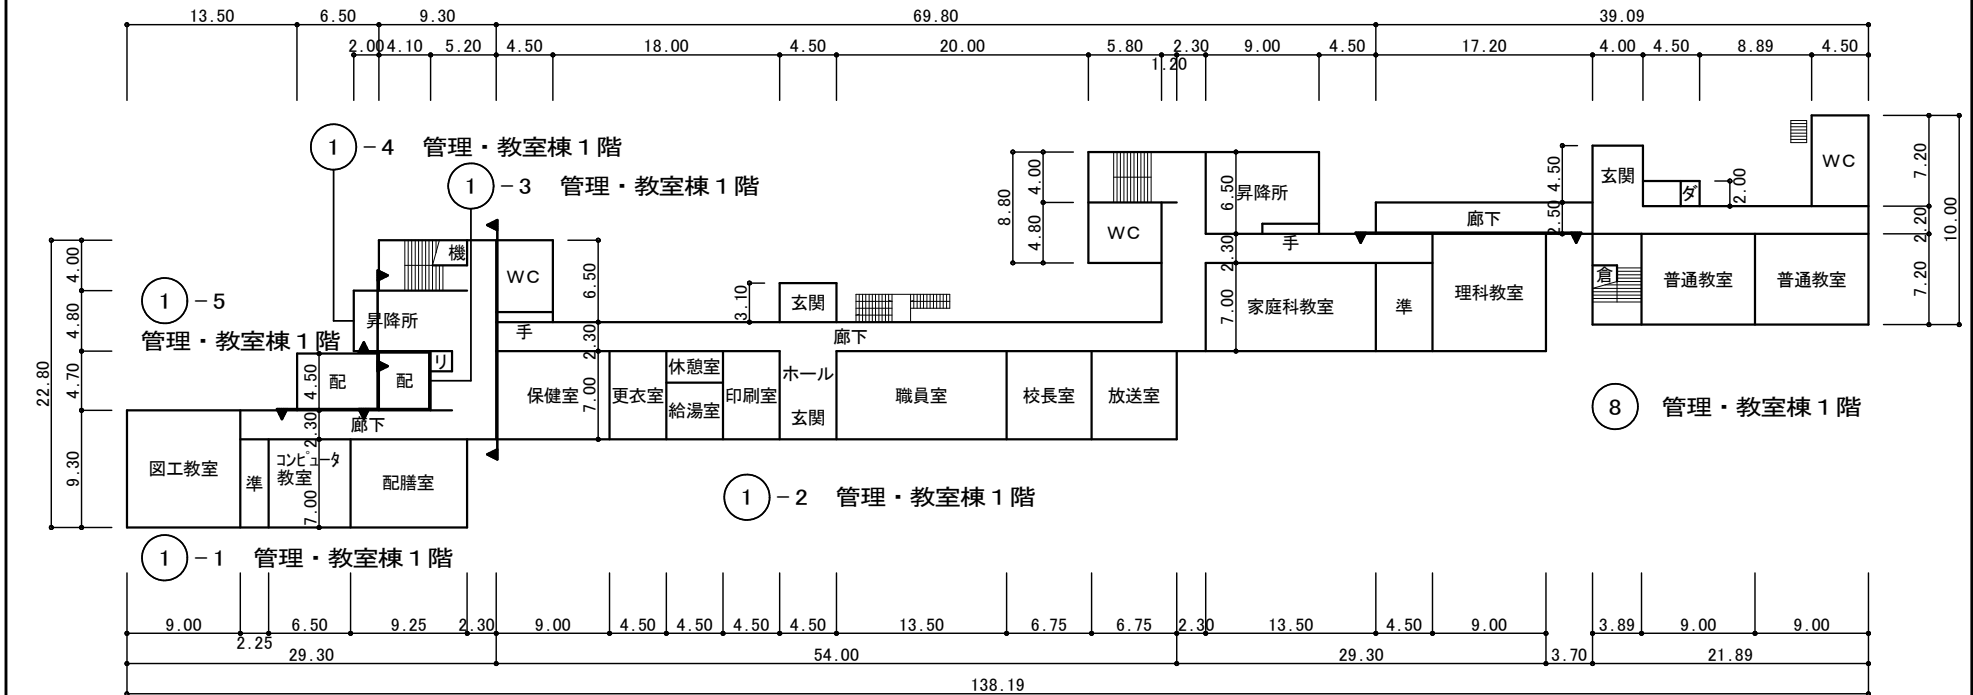 13.50 6.50 9.30 69.80 39.09
2.00 4.10 5.20 4.50 18.00 4.50 20.00 5.80 2.30 9.00 4.50 17.20 4.00 4.50 8.89 4.50
1.20
①－4 管理・教室棟１階
①－3 管理・教室棟１階
①－5
管理・教室棟１階
22.80
4.00
4.80
4.70
9.30
機
昇降所
リ
配
配
4.50
廊下
2.30
図工教室
準
コンピュータ
教室
7.00
配膳室
①－1 管理・教室棟１階
WC
6.50
手
2.30
7.00
3.10
玄関
廊下
保健室
更衣室
休憩室
給湯室
印刷室
ホール
玄関
職員室
校長室
放送室
①－2 管理・教室棟１階
8.80
4.00
4.80
WC
6.50
昇降所
手
2.30
7.00
家庭科教室
準
理科教室
廊下
4.50
2.50
玄関
ダ
2.00
WC
7.20
2.20
7.20
10.00
倉
普通教室
普通教室
⑧ 管理・教室棟１階
9.00 6.50 9.25 2.30 9.00 4.50 4.50 4.50 4.50 13.50 6.75 6.75 2.30 13.50 4.50 9.00 3.89 9.00 9.00
2.25
29.30 54.00 29.30 3.70 21.89
138.19